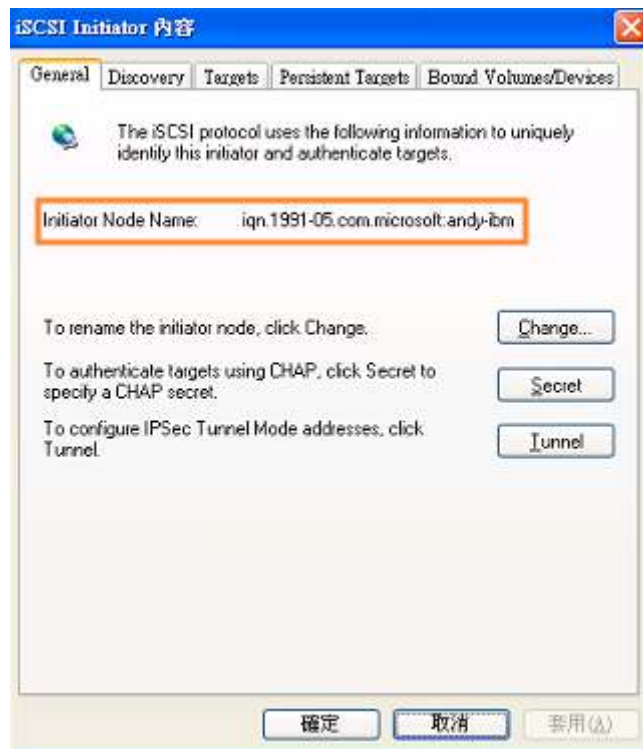 iSCSI Initiator 內容
General Discovery Targets Persistent Targets Bound Volumes/Devices
The iSCSI protocol uses the following information to uniquely
identify this initiator and authenticate targets.
Initiator Node Name: iqn.1991-05.com.microsoft:andy-ibm
To rename the initiator node, click Change.
Change...
To authenticate targets using CHAP, click Secret to
specify a CHAP secret.
Secret
To configure IPSec Tunnel Mode addresses, click
Tunnel.
Tunnel
確定 取消 套用(A)